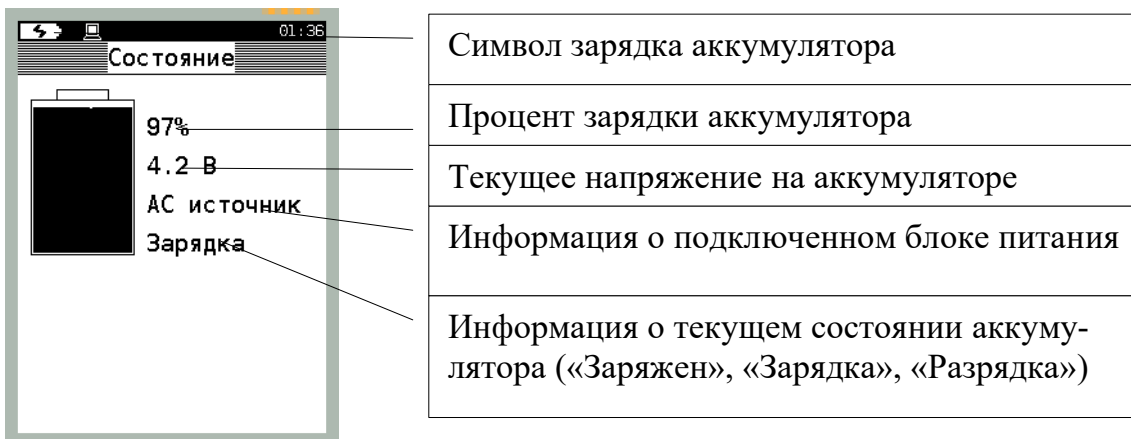 01:36
Состояние
97%
4.2 В
АС источник
Зарядка
Символ зарядка аккумулятора
Процент зарядки аккумулятора
Текущее напряжение на аккумуляторе
Информация о подключенном блоке питания
Информация о текущем состоянии аккуму-
лятора («Заряжен», «Зарядка», «Разрядка»)